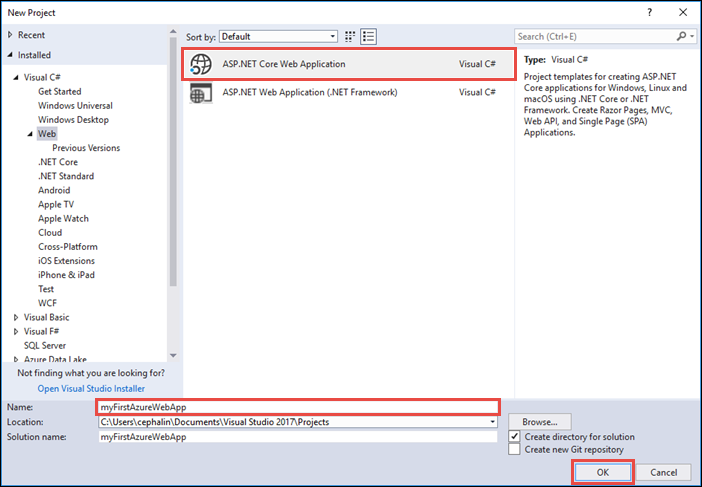 New Project
?
Recent
Installed
Visual C#
Get Started
Windows Universal
Windows Desktop
Web
Previous Versions
.NET Core
.NET Standard
Android
Apple TV
Apple Watch
Cloud
Cross-Platform
iOS Extensions
iPhone & iPad
Test
WCF
Visual Basic
Visual F#
SQL Server
Azure Data Lake
Not finding what you are looking for?
Open Visual Studio Installer
Sort by: Default
ASP.NET Core Web Application Visual C#
ASP.NET Web Application (.NET Framework) Visual C#
Search (Ctrl+E)
Type: Visual C#
Project templates for creating ASP.NET
Core applications for Windows, Linux and
macOS using .NET Core or .NET
Framework. Create Razor Pages, MVC,
Web API, and Single Page (SPA)
Applications.
Name: myFirstAzureWebApp
Location: C:\Users\cephalin\Documents\Visual Studio 2017\Projects
Solution name: myFirstAzureWebApp
Browse...
Create directory for solution
Create new Git repository
OK Cancel